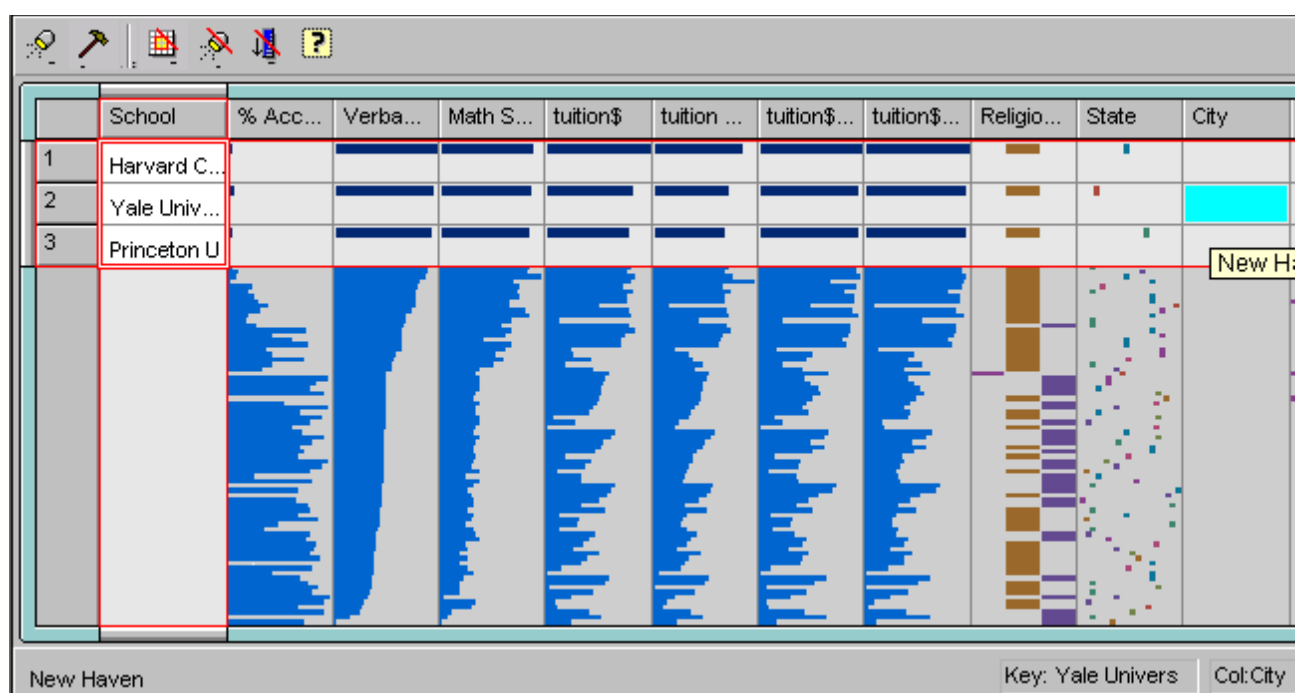 ?
School % Acc... Verba... Math S... tuition$ tuition ... tuition$... tuition$... Religio... State City
1 Harvard C...
2 Yale Univ...
3 Princeton U
New Ha
New Haven Key: Yale Univers Col:City